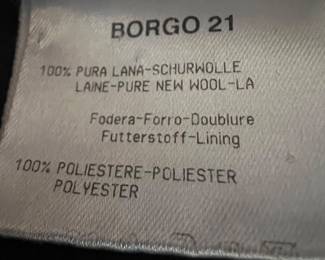 BORGO 21
100% PURA LANA-SCHURWOLLE
LAINE-PURE NEW WOOL-LA
Fodera-Forro-Doublure
Futterstoff-Lining
100% POLIESTERE-POLIESTER
POLYESTER